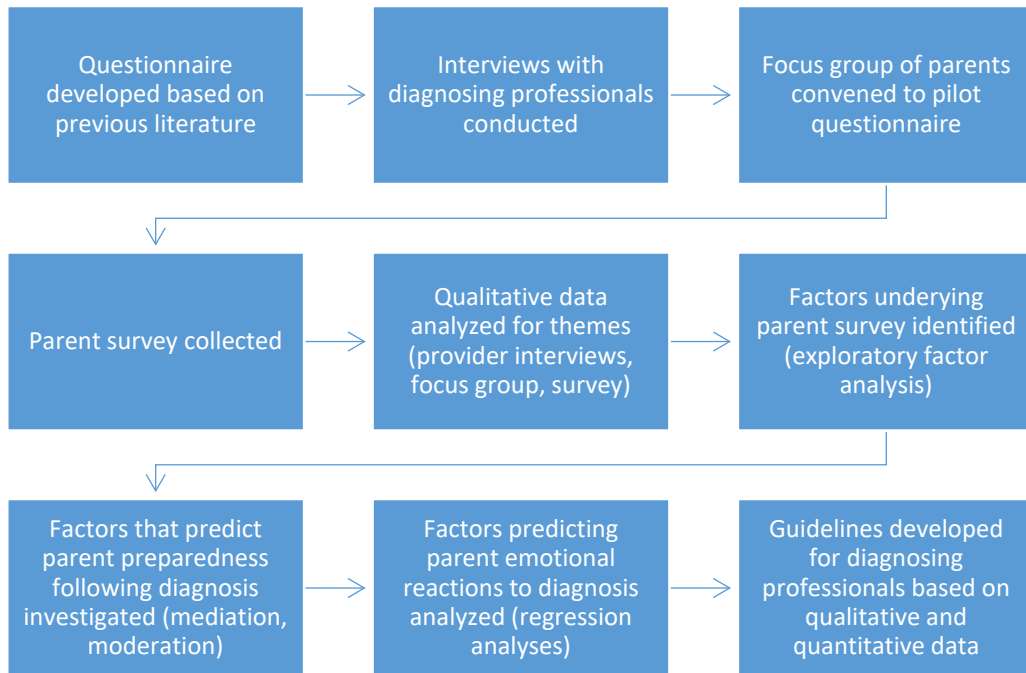 Questionnaire
developed based on
previous literature
Interviews with
diagnosing professionals
conducted
Focus group of parents
convened to pilot
questionnaire
Parent survey collected
Qualitative data
analyzed for themes
(provider interviews,
focus group, survey)
Factors underying
parent survey identified
(exploratory factor
analysis)
Factors that predict
parent preparedness
following diagnosis
investigated (mediation,
moderation)
Factors predicting
parent emotional
reactions to diagnosis
analyzed (regression
analyses)
Guidelines developed
for diagnosing
professionals based on
qualitative and
quantitative data